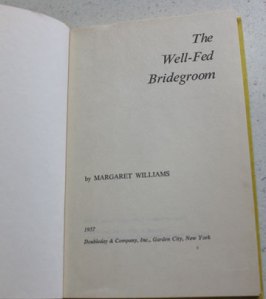 The
Well-Fed
Bridegroom
by MARGARET WILLIAMS
1957
Doubleday & Company, Inc., Garden City, New York